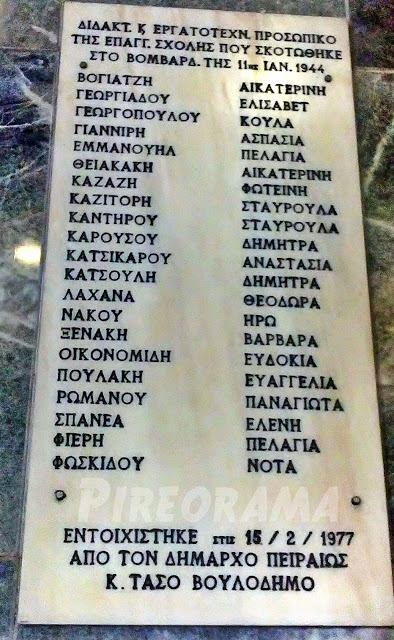 ΔΙΔΑΚΤ. Κ. ΕΡΓΑΤΟΤΕΧΝ. ΠΡΟΣΩΠΙΚΟ
ΤΗΣ ΕΠΑΓΓ. ΣΧΟΛΗΣ ΠΟΥ ΣΚΟΤΩΘΗΚΕ
ΣΤΟ ΒΟΜΒΑΡΔ. ΤΗΣ 11ης ΙΑΝ. 1944
ΒΟΓΙΑΤΖΗ ΑΙΚΑΤΕΡΙΝΗ
ΓΕΩΡΓΙΑΔΟΥ ΕΛΙΣΑΒΕΤ
ΓΕΩΡΓΟΠΟΥΛΟΥ ΚΟΥΛΑ
ΓΙΑΝΝΙΡΗ ΑΣΠΑΣΙΑ
ΕΜΜΑΝΟΥΗΛ ΠΕΛΑΓΙΑ
ΘΕΙΑΚΑΚΗ ΑΙΚΑΤΕΡΙΝΗ
ΚΑΖΑΖΗ ΦΩΤΕΙΝΗ
ΚΑΖΙΤΟΡΗ ΣΤΑΥΡΟΥΛΑ
ΚΑΝΤΗΡΟΥ ΣΤΑΥΡΟΥΛΑ
ΚΑΡΟΥΣΟΥ ΔΗΜΗΤΡΑ
ΚΑΤΣΙΚΑΡΟΥ ΑΝΑΣΤΑΣΙΑ
ΚΑΤΣΟΥΛΗ ΔΗΜΗΤΡΑ
ΛΑΧΑΝΑ ΘΕΟΔΩΡΑ
ΝΑΚΟΥ ΗΡΩ
ΞΕΝΑΚΗ ΒΑΡΒΑΡΑ
ΟΙΚΟΝΟΜΙΔΗ ΕΥΔΟΚΙΑ
ΠΟΥΛΑΚΗ ΕΥΑΓΓΕΛΙΑ
ΡΩΜΑΝΟΥ ΠΑΝΑΓΙΩΤΑ
ΣΠΑΝΕΑ ΕΛΕΝΗ
ΦΙΕΡΗ ΠΕΛΑΓΙΑ
ΦΩΣΚΙΔΟΥ ΝΟΤΑ
PIREORAMA
ΕΝΤΟΙΧΙΣΤΗΚΕ ΣΤΙΣ 15 / 2 / 1977
ΑΠΟ ΤΟΝ ΔΗΜΑΡΧΟ ΠΕΙΡΑΙΩΣ
Κ. ΤΑΣΟ ΒΟΥΛΟΔΗΜΟ